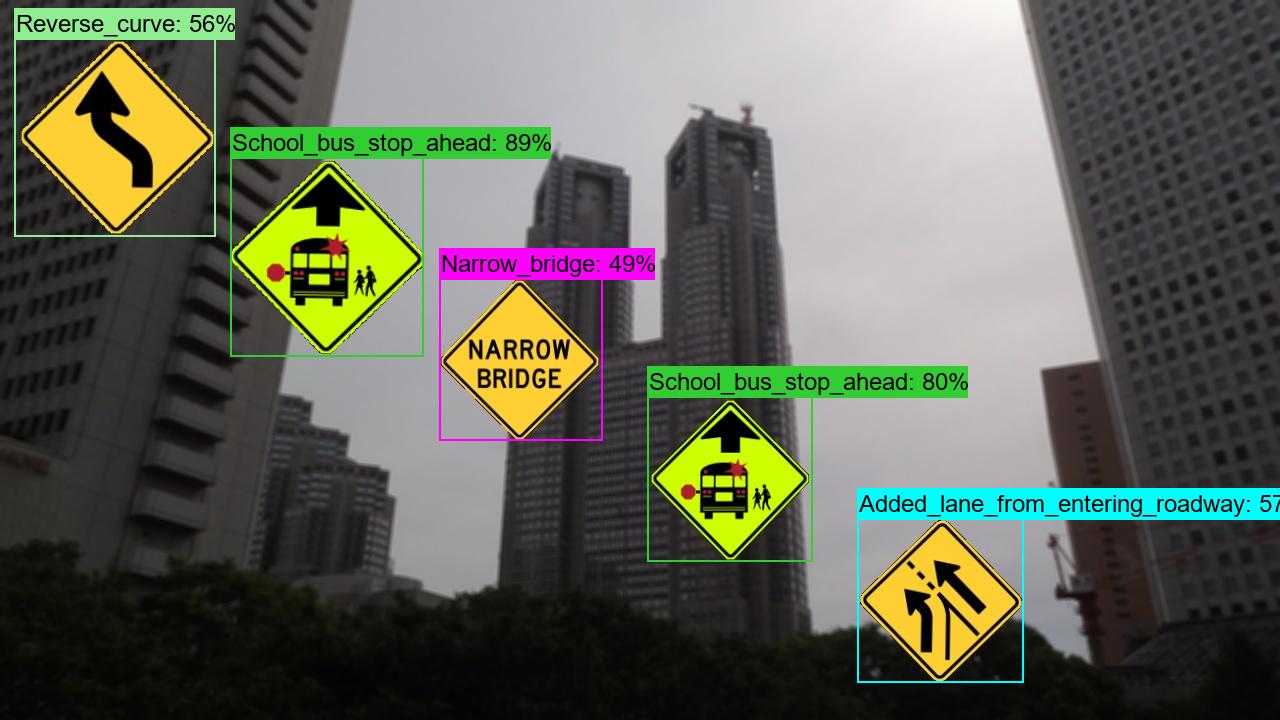 Reverse_curve: 56%
School_bus_stop_ahead: 89%
Narrow_bridge: 49%
NARROW
BRIDGE
School_bus_stop_ahead: 80%
Added_lane_from_entering_roadway: 57